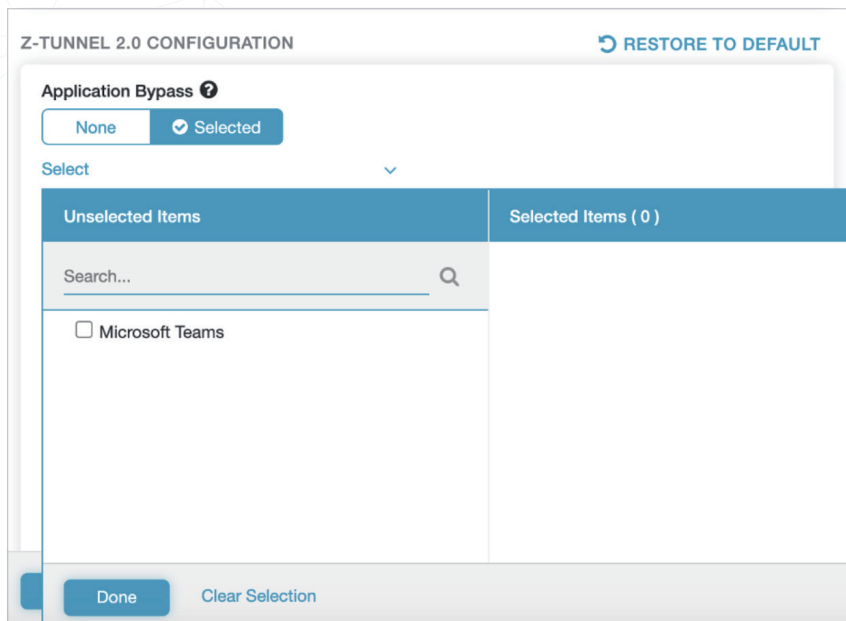 Z-TUNNEL 2.0 CONFIGURATION
RESTORE TO DEFAULT
Application Bypass
None
Selected
Select
Unselected Items
Selected Items ( 0 )
Search...
Microsoft Teams
Done
Clear Selection